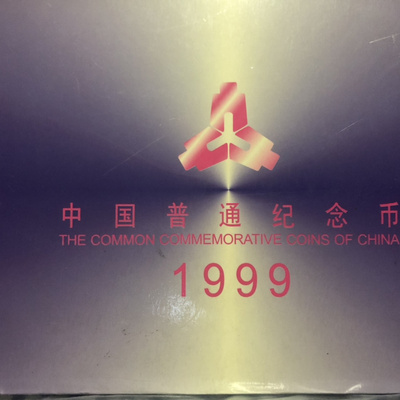 中国普通纪念币
THE COMMON COMMEMORATIVE COINS OF CHINA
1999